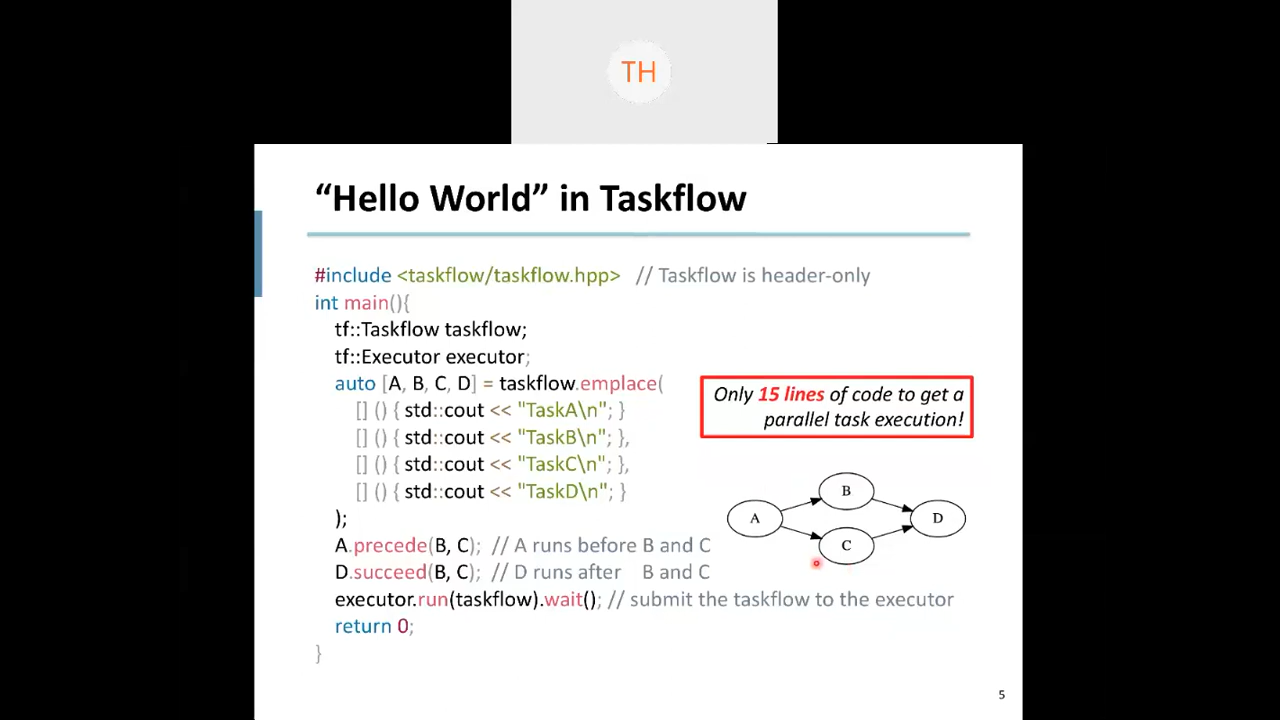 TH
“Hello World” in Taskflow
#include <taskflow/taskflow.hpp> // Taskflow is header-only
int main(){
tf::Taskflow taskflow;
tf::Executor executor;
auto [A, B, C, D] = taskflow.emplace(
[] () { std::cout << "TaskA\n"; }
[] () { std::cout << "TaskB\n"; },
[] () { std::cout << "TaskC\n"; },
[] () { std::cout << "TaskD\n"; }
);
A.precede(B, C); // A runs before B and C
D.succeed(B, C); // D runs after B and C
executor.run(taskflow).wait(); // submit the taskflow to the executor
return 0;
}
Only 15 lines of code to get a
parallel task execution!
B
A
D
C
5